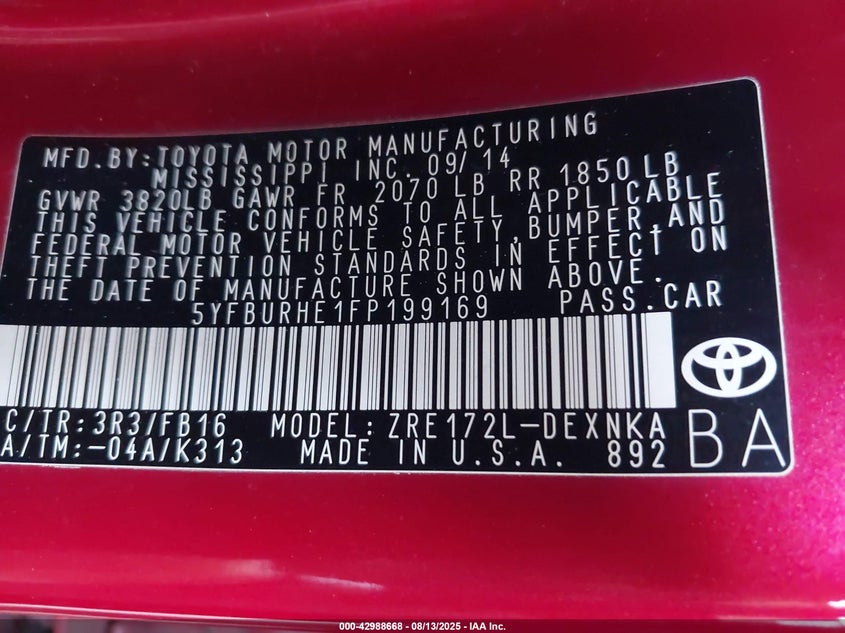 MFD.BY:TOYOTA MOTOR MANUFACTURING
MISSISSIPPI INC. 09/14
GVWR 3820LB GAWR FR 2070 LB RR 1850 LB
THIS VEHICLE CONFORMS TO ALL APPLICABLE
FEDERAL MOTOR VEHICLE SAFETY,BUMPER,AND
THEFT PREVENTION STANDARDS IN EFFECT ON
THE DATE OF MANUFACTURE SHOWN ABOVE.
5YFBURHE1FP199169 PASS.CAR
C/TR:3R3/FB16 MODEL:ZRE172L-DEXNKA
A/TM:-04A/K313 MADE IN U.S.A. 892
BA
000-42988668 - 08/13/2025 - IAA Inc.